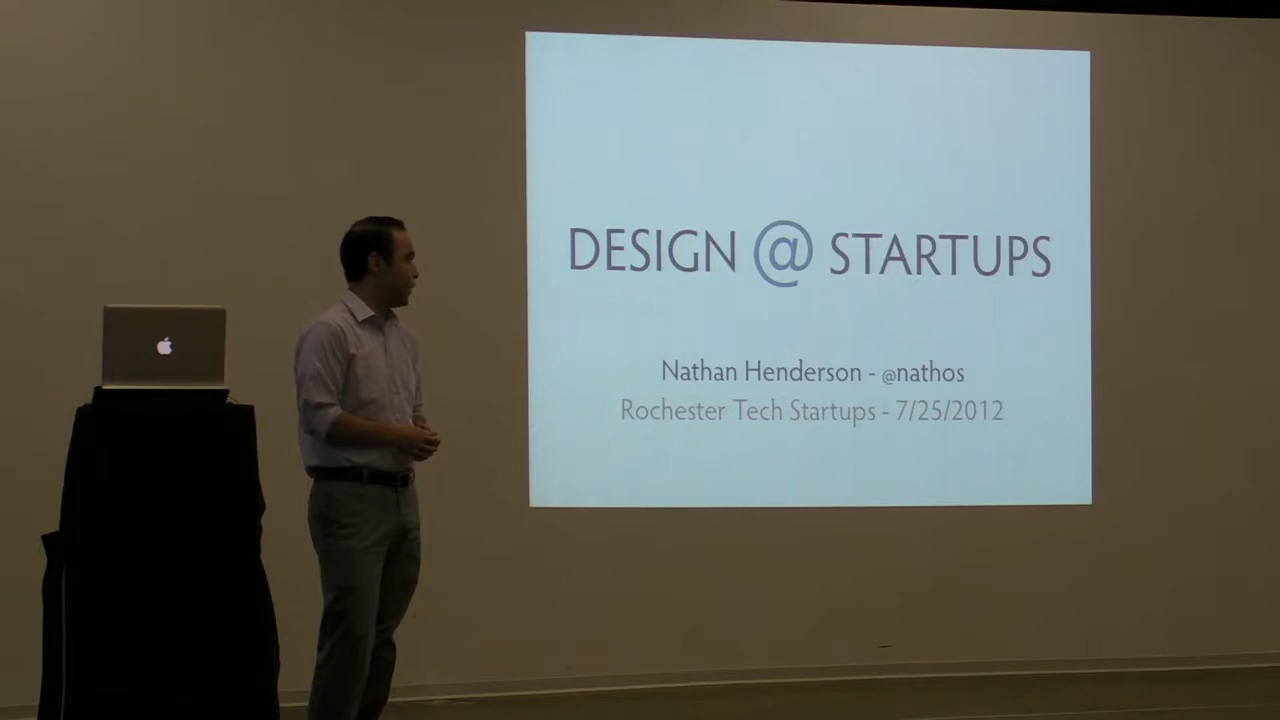 DESIGN @ STARTUPS
Nathan Henderson - @nathos
Rochester Tech Startups - 7/25/2012